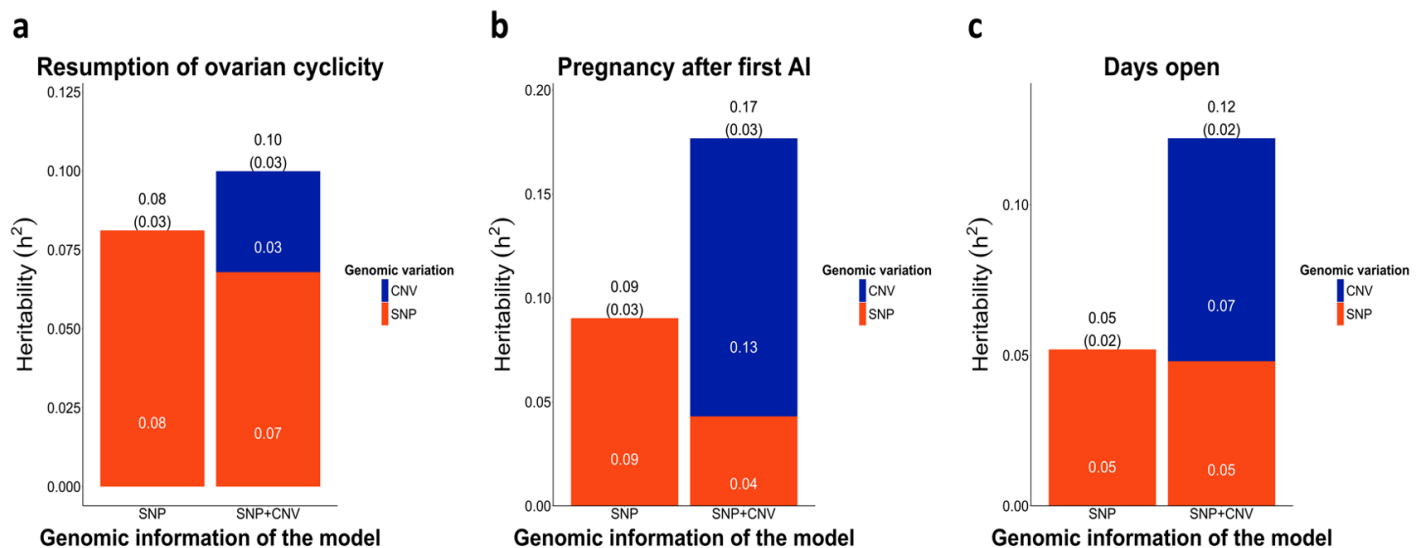 a
Resumption of ovarian cyclicity
Heritability (h²)
0.125
0.100
0.075
0.050
0.025
0.000
0.08
(0.03)
0.08
0.10
(0.03)
0.03
0.07
SNP
SNP+CNV
Genomic information of the model
Genomic variation
CNV
SNP
b
Pregnancy after first AI
Heritability (h²)
0.20
0.15
0.10
0.05
0.00
0.09
(0.03)
0.09
0.17
(0.03)
0.13
0.04
SNP
SNP+CNV
Genomic information of the model
Genomic variation
CNV
SNP
c
Days open
Heritability (h²)
0.10
0.05
0.00
0.05
(0.02)
0.05
0.12
(0.02)
0.07
0.05
SNP
SNP+CNV
Genomic information of the model
Genomic variation
CNV
SNP